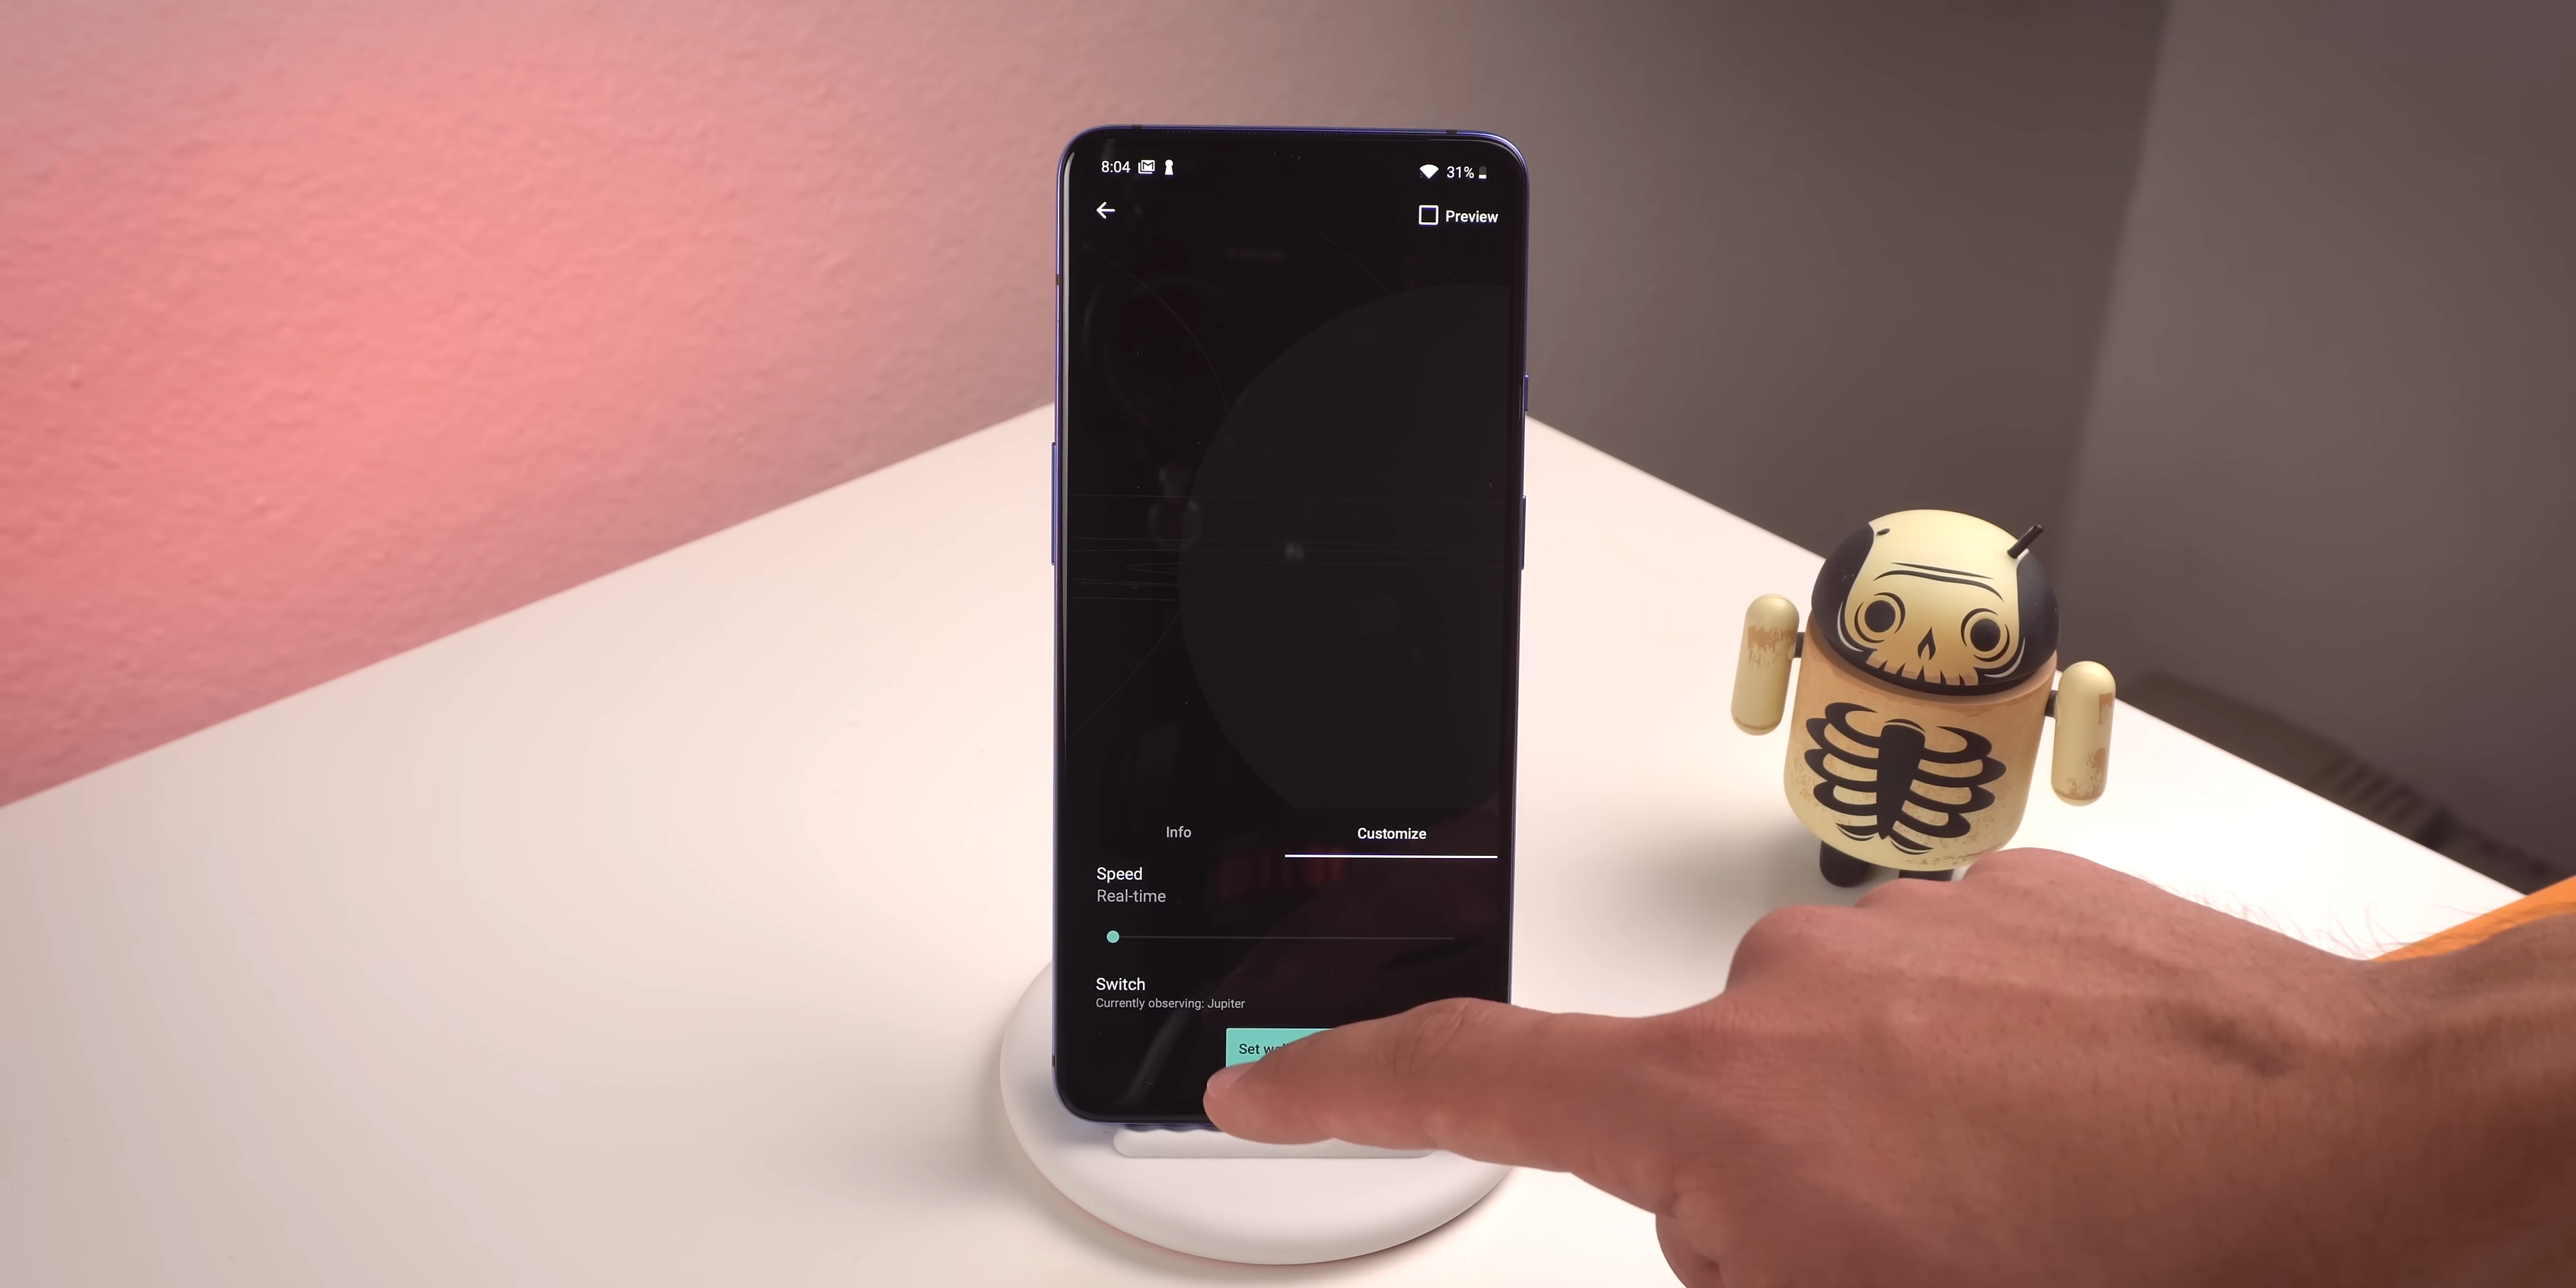 8:04
31%
Preview
Info
Customize
Speed
Real-time
Switch
Currently observing: Jupiter
Set